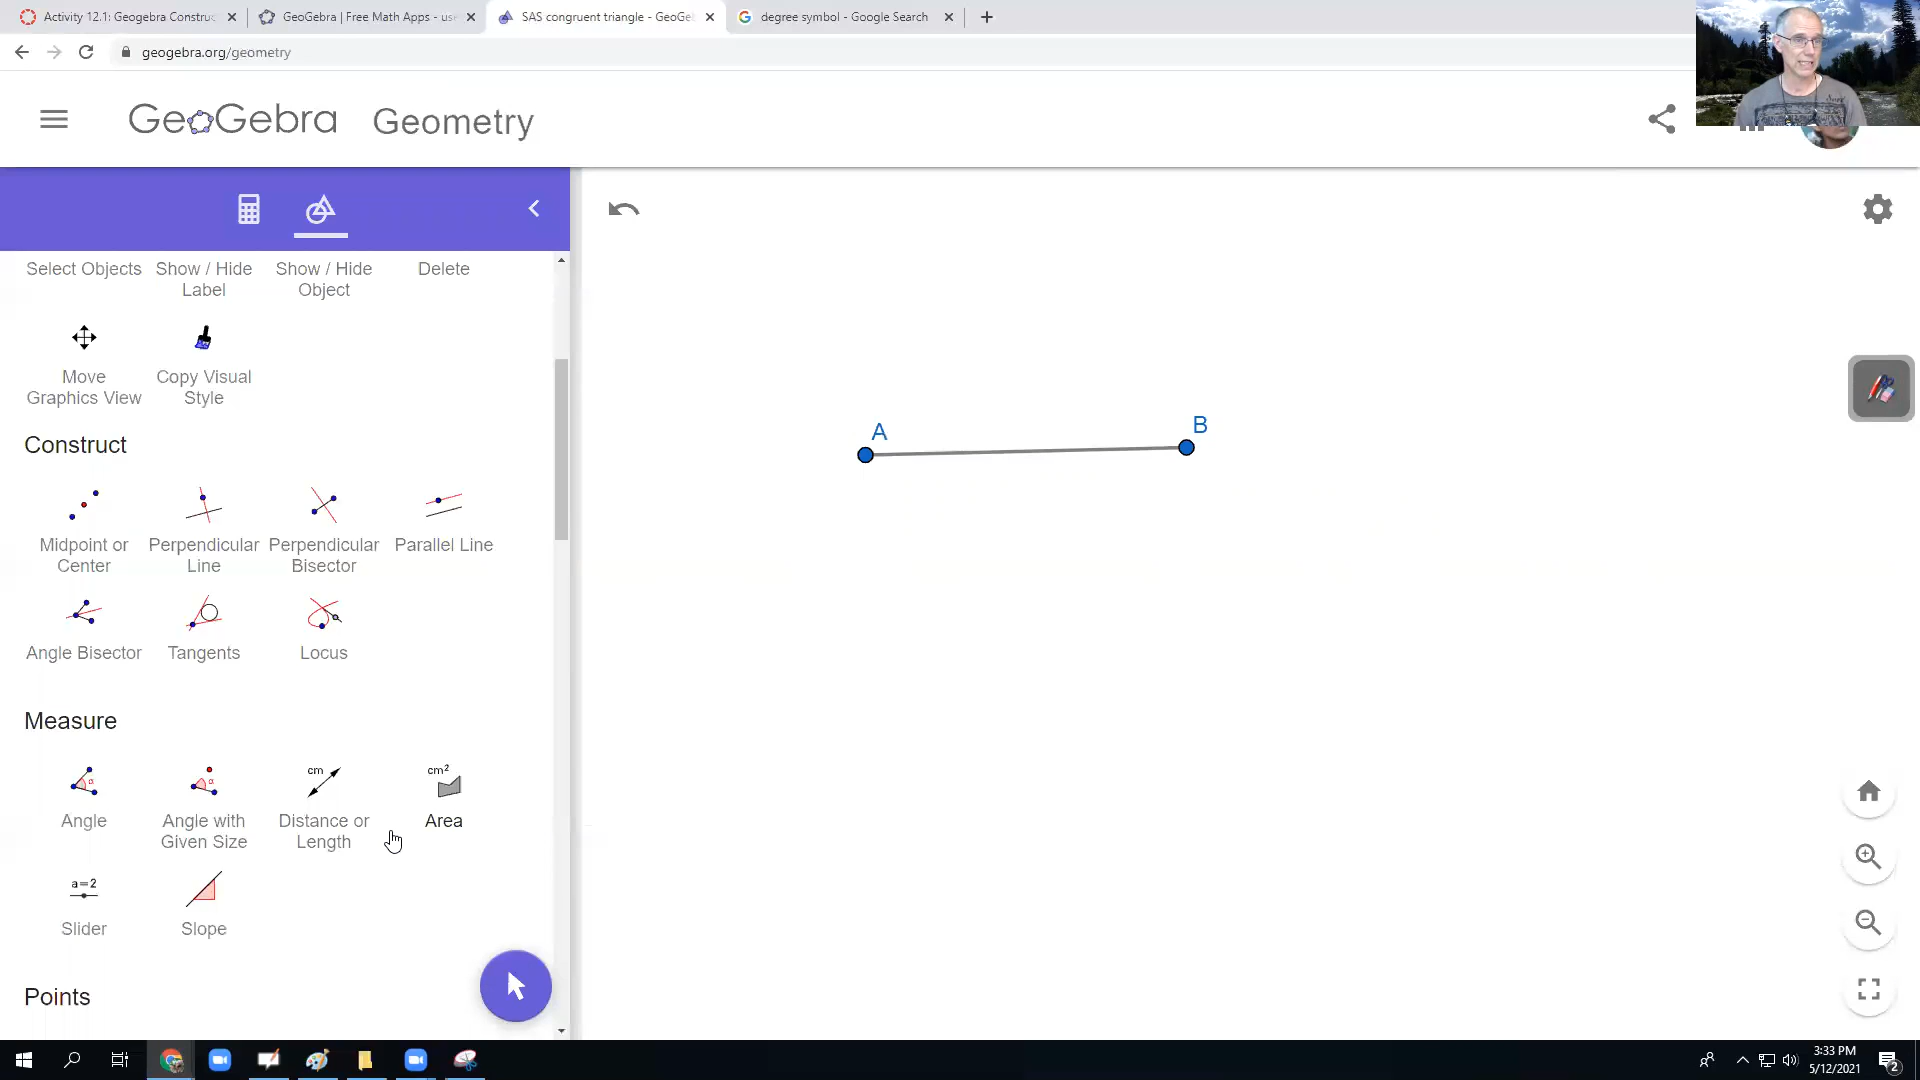 Activity 12.1: Geogebra Construc
GeoGebra | Free Math Apps - use
SAS congruent triangle - GeoGe
degree symbol - Google Search
geogebra.org/geometry
GeoGebra Geometry
Select Objects
Show / Hide
Label
Show / Hide
Object
Delete
Move
Graphics View
Copy Visual
Style
Construct
Midpoint or
Center
Perpendicular
Line
Perpendicular
Bisector
Parallel Line
Angle Bisector
Tangents
Locus
Measure
α
Angle
α
Angle with
Given Size
cm
Distance or
Length
cm²
Area
a=2
Slider
Slope
Points
A
B
3:33 PM
5/12/2021
2